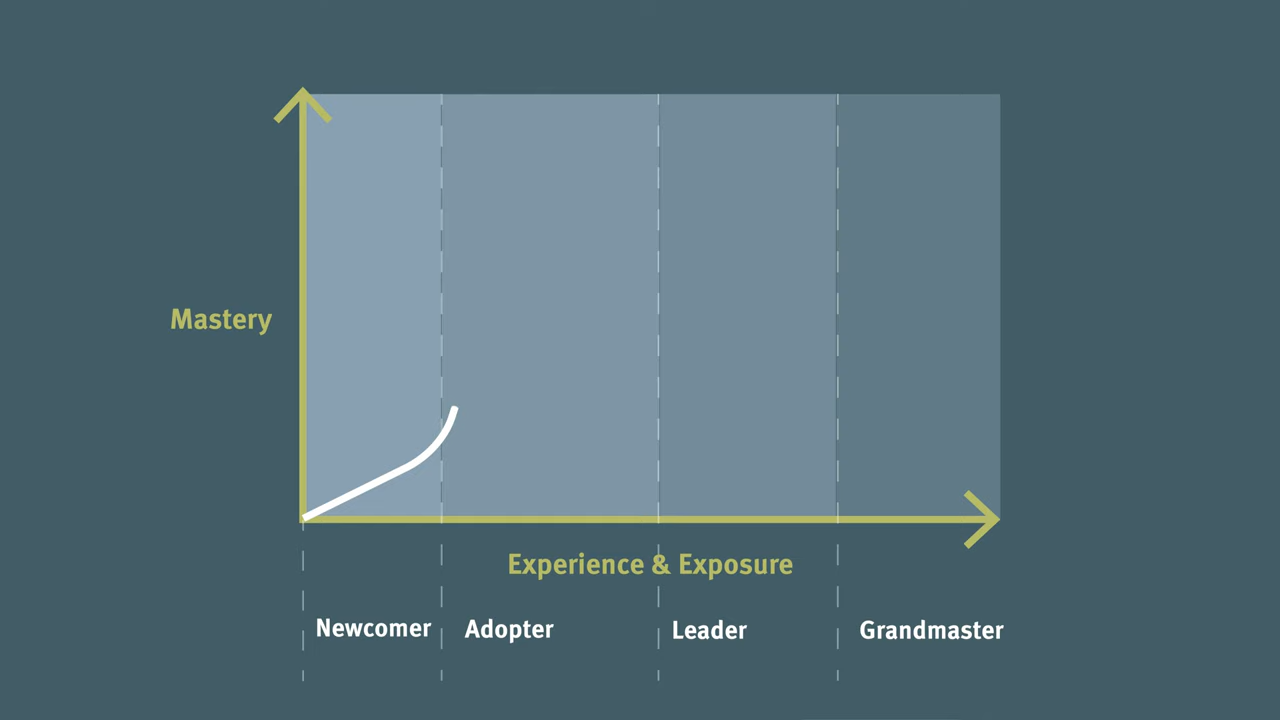 Mastery
Experience & Exposure
Newcomer
Adopter
Leader
Grandmaster